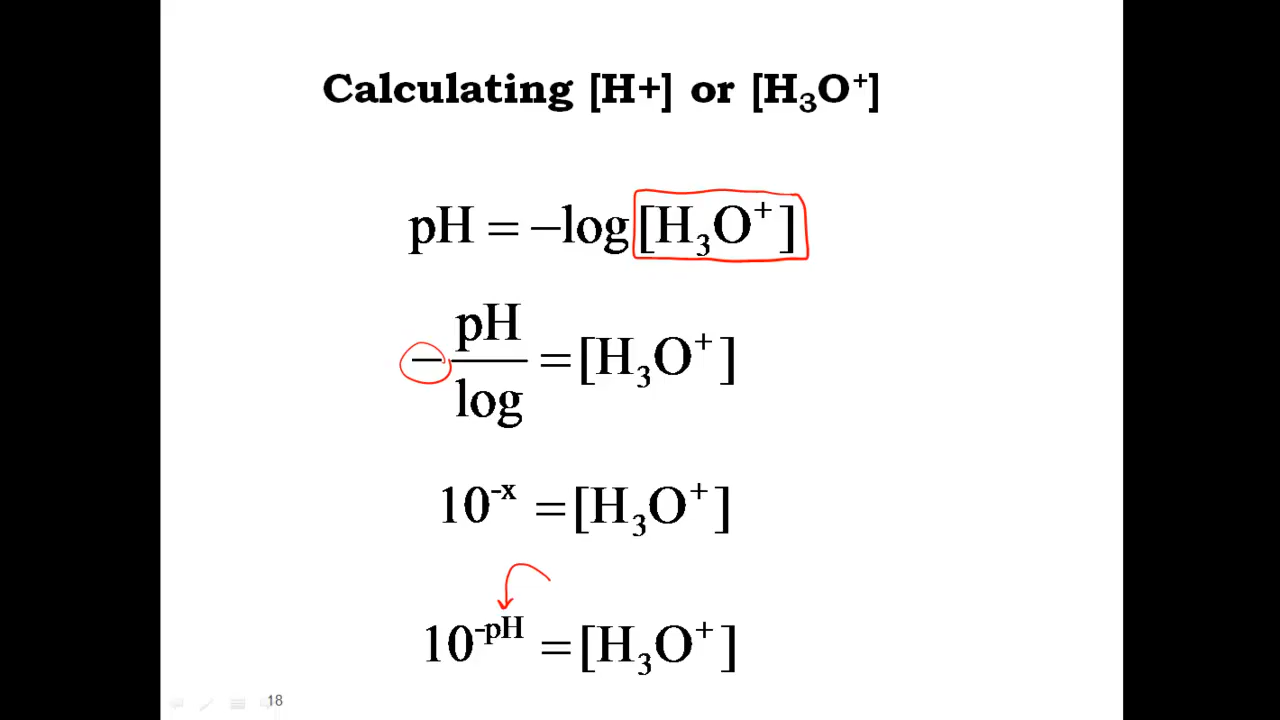 Calculating [H+] or [H₃O⁺]
pH = –log[H₃O⁺]
– pH/log = [H₃O⁺]
10⁻ˣ = [H₃O⁺]
10⁻ᵖᴴ = [H₃O⁺]
18